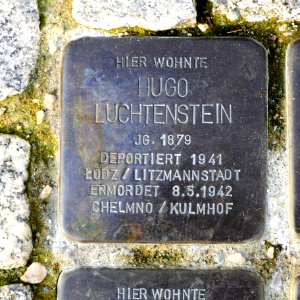 HIER WOHNTE
HUGO
LUCHTENSTEIN
JG. 1879
DEPORTIERT 1941
ŁODZ / LITZMANNSTADT
ERMORDET 8.5.1942
CHELMNO / KULMHOF
HIER WOHNTE